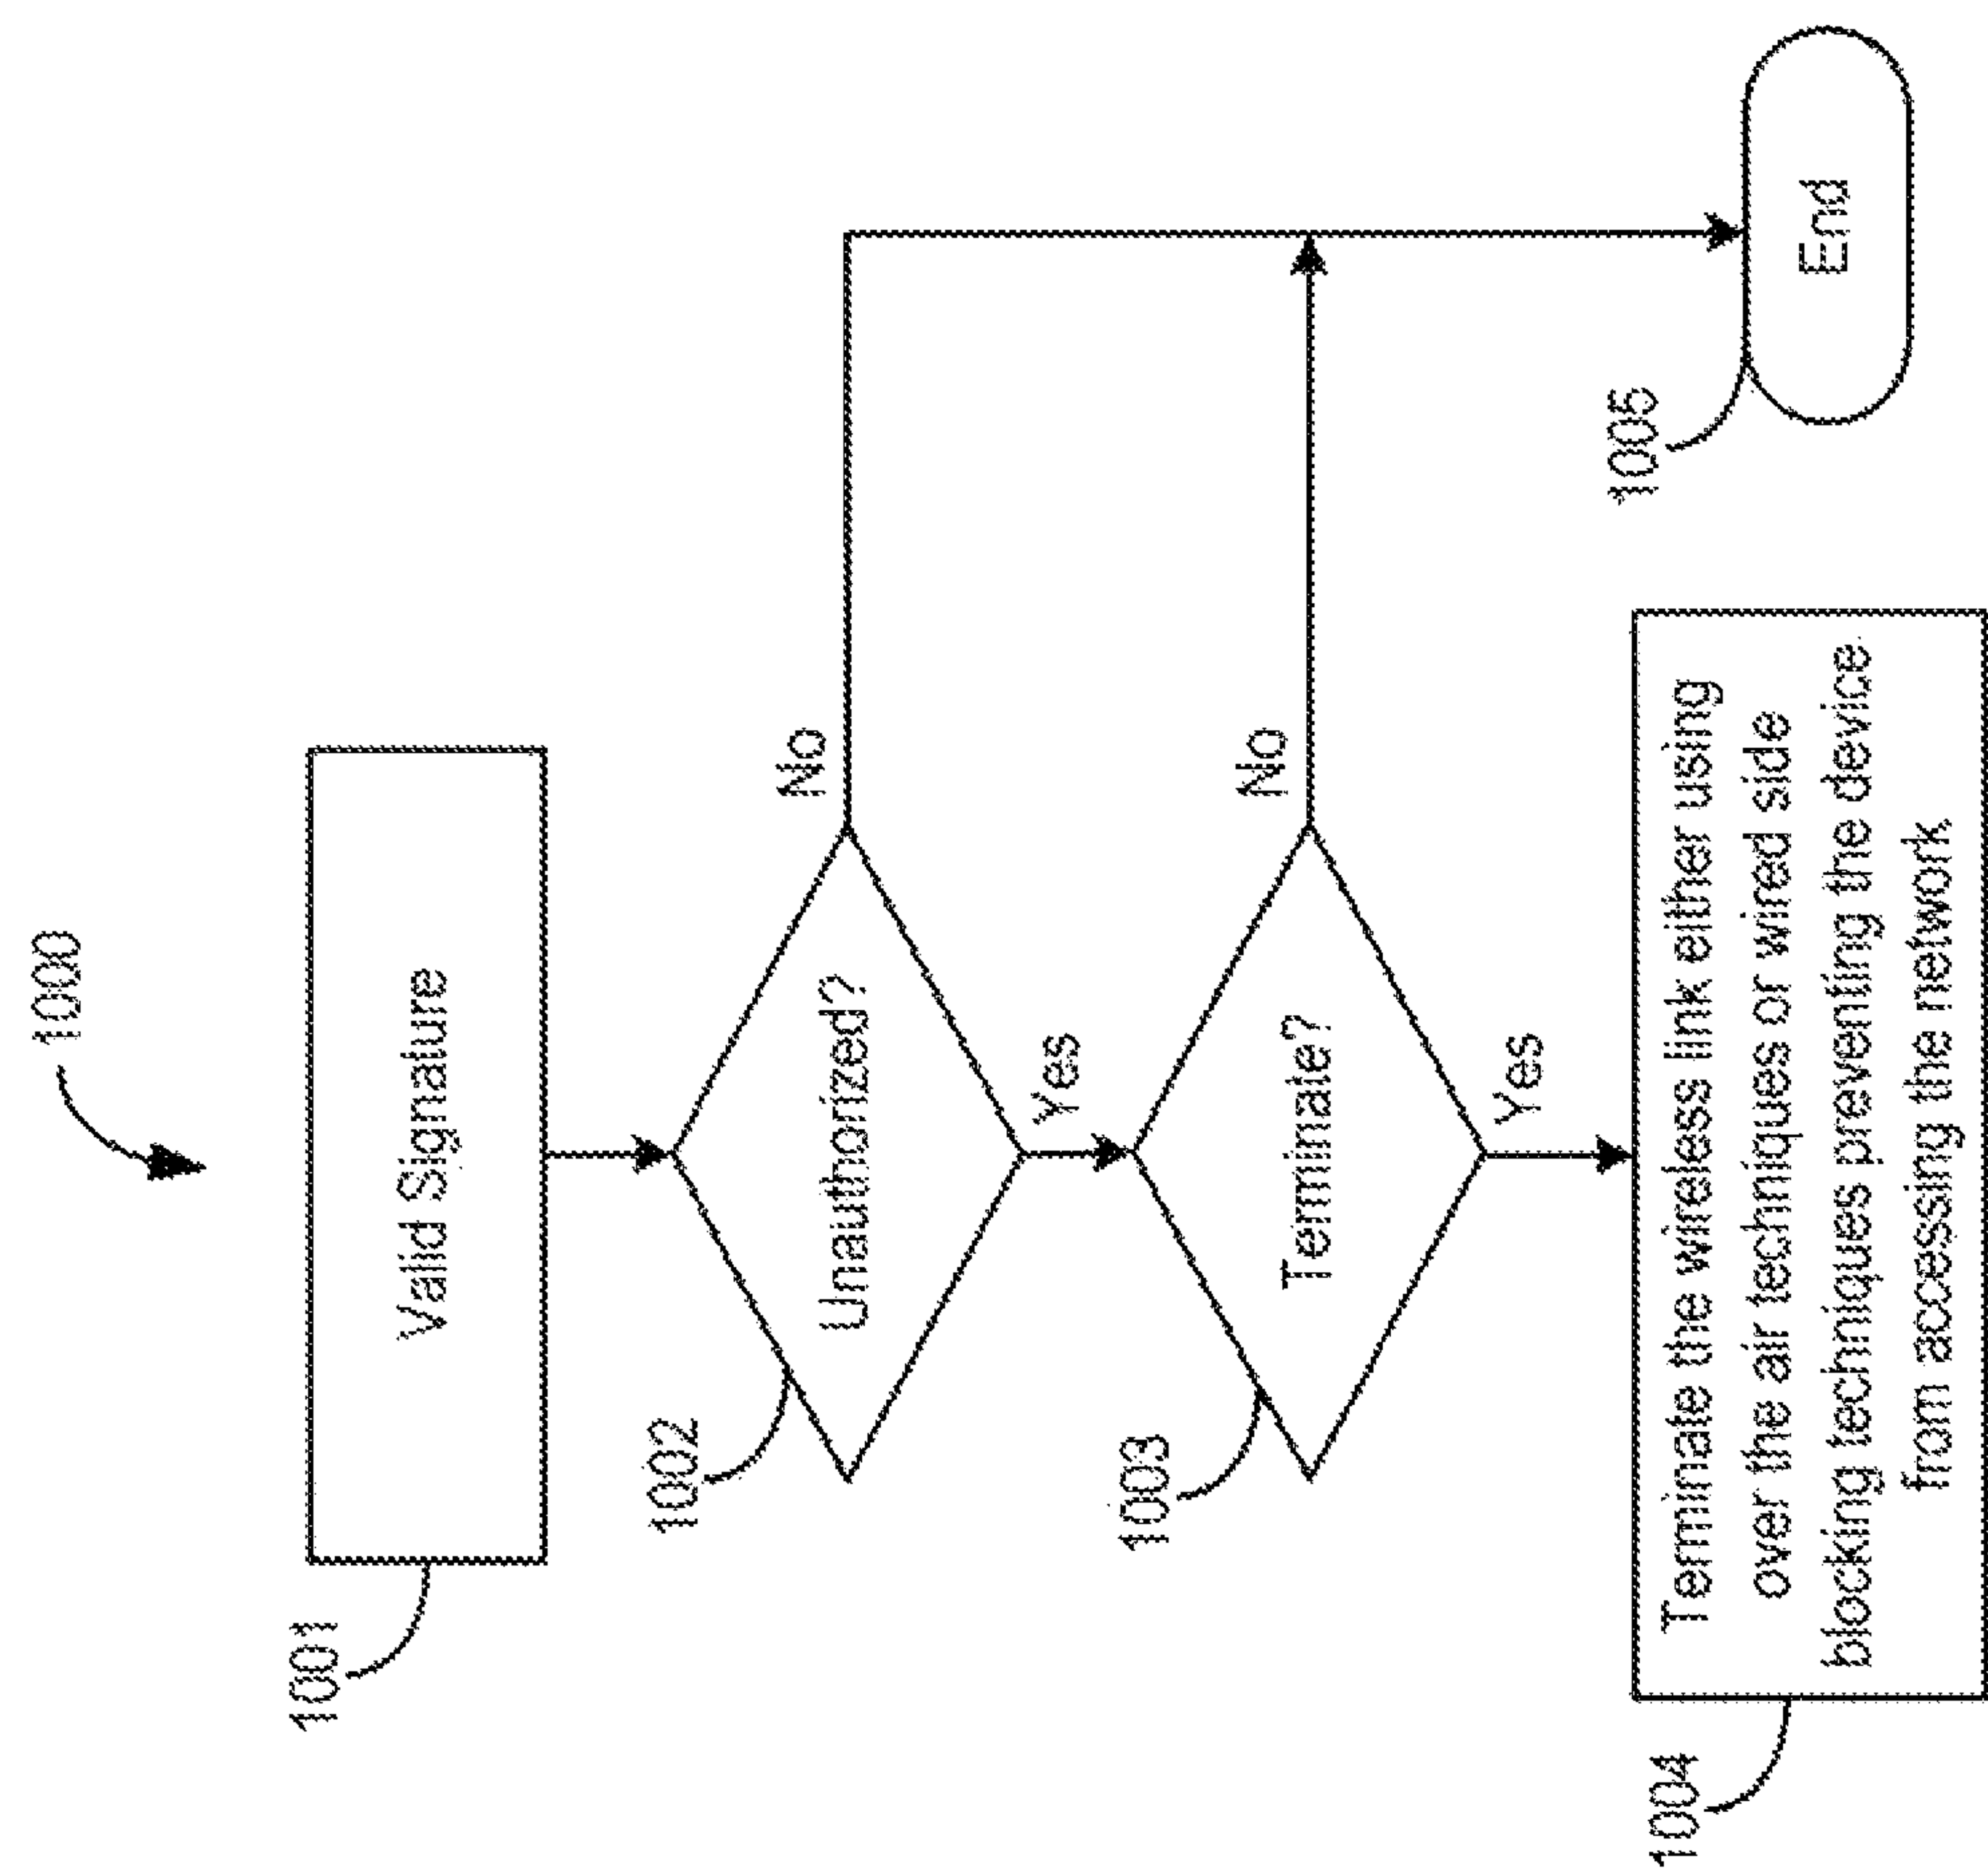 1000
1001
Valid Signature
1002
Unauthorized?
No
Yes
1003
Terminate?
No
Yes
1004
Terminate the wireless link either using
over the air techniques or wired side
blocking techniques preventing the device
from accessing the network
1005
End